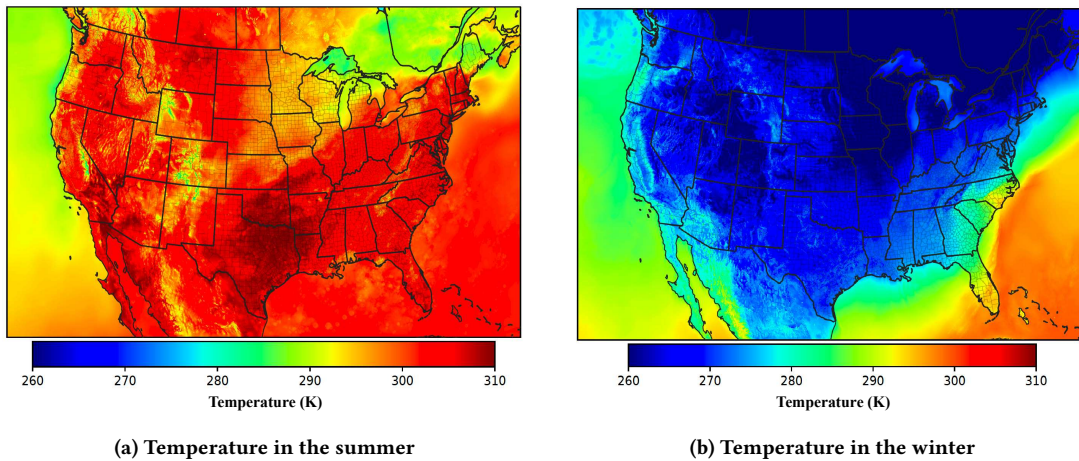 260 270 280 290 300 310
Temperature (K)
(a) Temperature in the summer
260 270 280 290 300 310
Temperature (K)
(b) Temperature in the winter